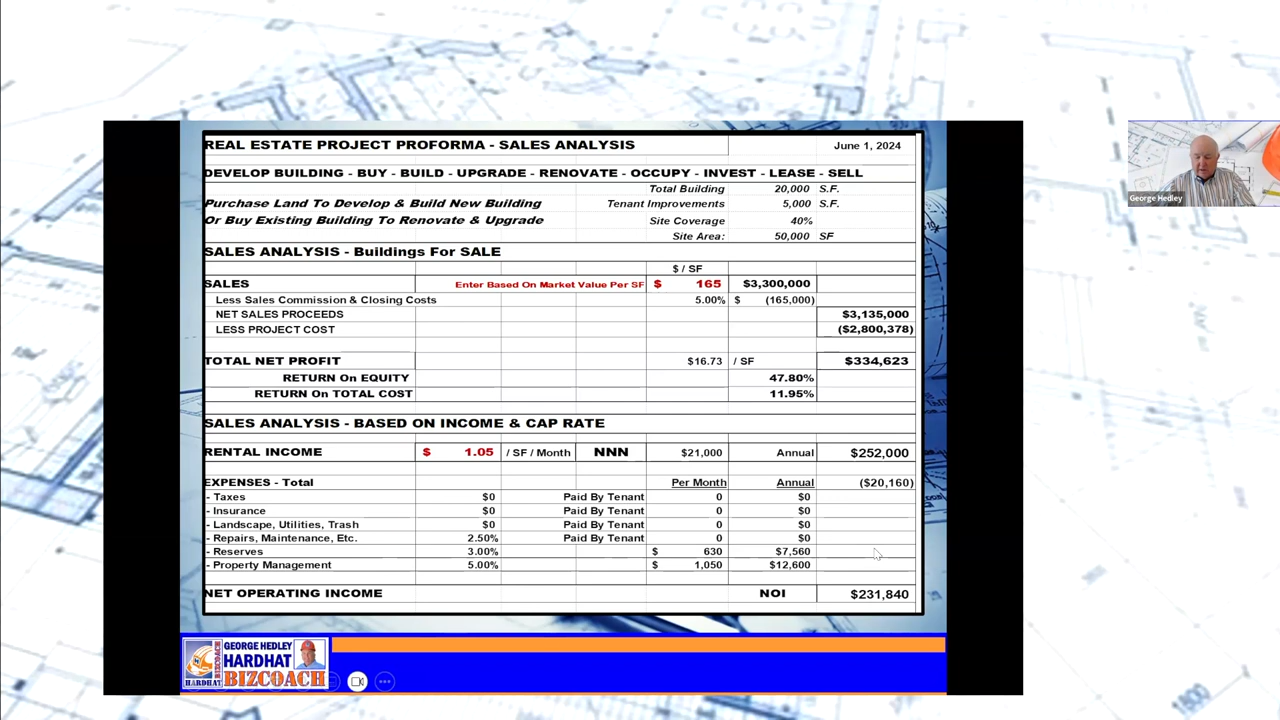 REAL ESTATE PROJECT PROFORMA - SALES ANALYSIS June 1, 2024
DEVELOP BUILDING - BUY - BUILD - UPGRADE - RENOVATE - OCCUPY - INVEST - LEASE - SELL
Total Building 20,000 S.F.
Purchase Land To Develop & Build New Building Tenant Improvements 5,000 S.F.
Or Buy Existing Building To Renovate & Upgrade Site Coverage 40%
Site Area: 50,000 SF
SALES ANALYSIS - Buildings For SALE
$ / SF
SALES Enter Based On Market Value Per SF $ 165 $3,300,000
Less Sales Commission & Closing Costs 5.00% $ (165,000)
NET SALES PROCEEDS $3,135,000
LESS PROJECT COST ($2,800,378)
TOTAL NET PROFIT $16.73 / SF $334,623
RETURN On EQUITY 47.80%
RETURN On TOTAL COST 11.95%
SALES ANALYSIS - BASED ON INCOME & CAP RATE
RENTAL INCOME $ 1.05 / SF / Month NNN $21,000 Annual $252,000
EXPENSES - Total Per Month Annual ($20,160)
- Taxes $0 Paid By Tenant 0 $0
- Insurance $0 Paid By Tenant 0 $0
- Landscape, Utilities, Trash $0 Paid By Tenant 0 $0
- Repairs, Maintenance, Etc. 2.50% Paid By Tenant 0 $0
- Reserves 3.00% $ 630 $7,560
- Property Management 5.00% $ 1,050 $12,600
NET OPERATING INCOME NOI $231,840
George Hedley
GEORGE HEDLEY
HARDHAT
BIZCOACH
HARDHAT
BIZCOACH
1600